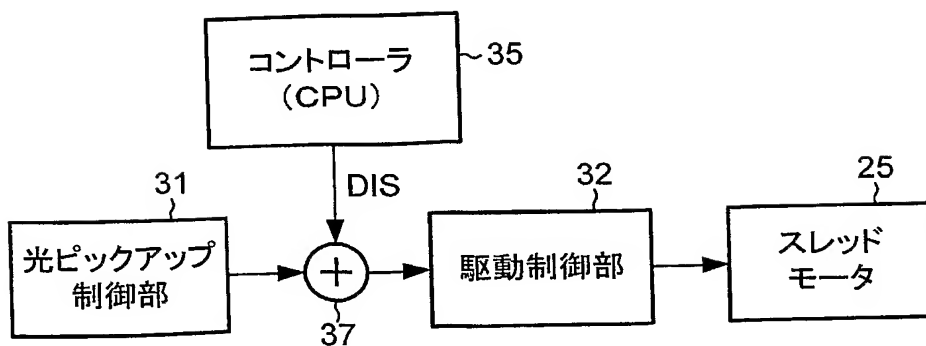 コントローラ
(CPU)
35
DIS
31
光ピックアップ
制御部
37
32
駆動制御部
25
スレッド
モータ